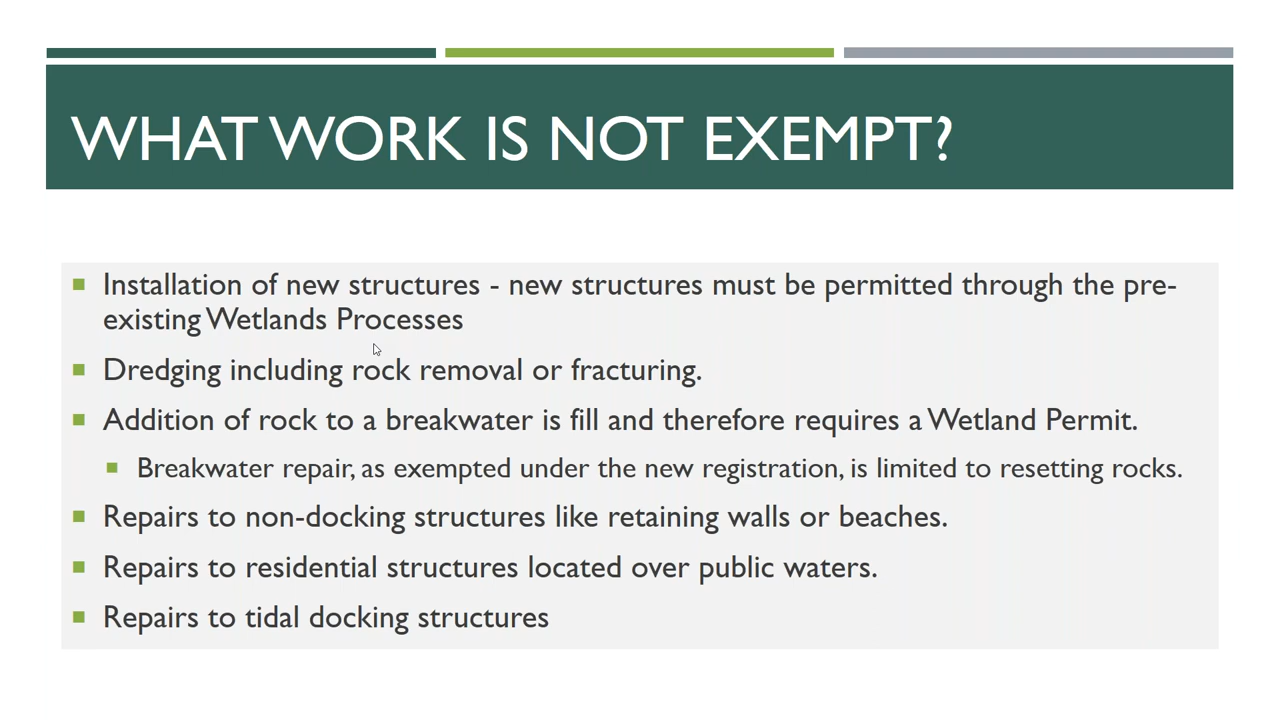 WHAT WORK IS NOT EXEMPT?
Installation of new structures - new structures must be permitted through the pre-
existing Wetlands Processes
Dredging including rock removal or fracturing.
Addition of rock to a breakwater is fill and therefore requires a Wetland Permit.
Breakwater repair, as exempted under the new registration, is limited to resetting rocks.
Repairs to non-docking structures like retaining walls or beaches.
Repairs to residential structures located over public waters.
Repairs to tidal docking structures